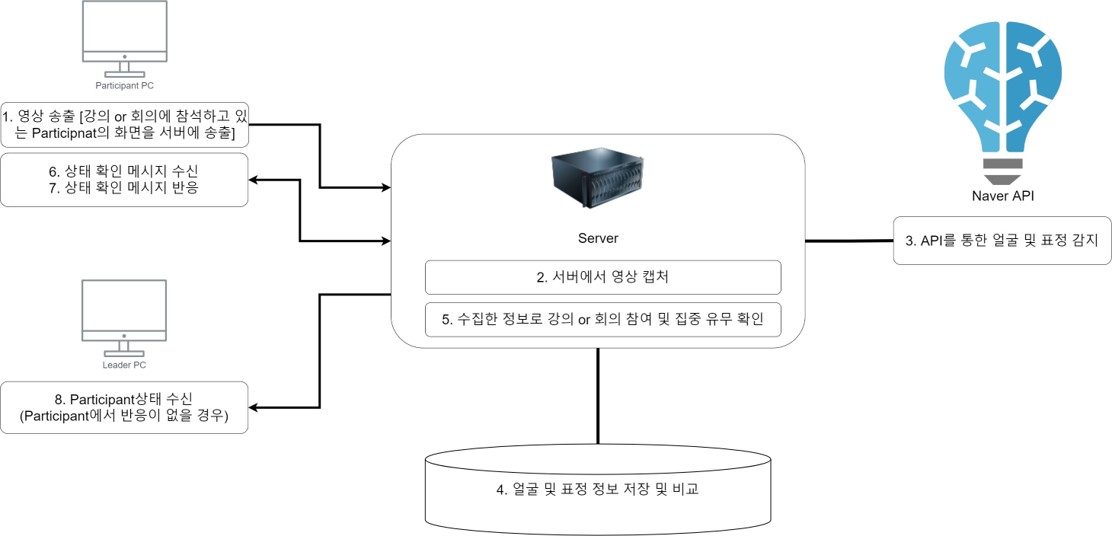 Participant PC
1. 영상 송출 [강의 or 회의에 참석하고 있
는 Participnat의 화면을 서버에 송출]
6. 상태 확인 메시지 수신
7. 상태 확인 메시지 반응
Server
2. 서버에서 영상 캡처
5. 수집한 정보로 강의 or 회의 참여 및 집중 유무 확인
Naver API
3. API를 통한 얼굴 및 표정 감지
Leader PC
8. Participant상태 수신
(Participant에서 반응이 없을 경우)
4. 얼굴 및 표정 정보 저장 및 비교